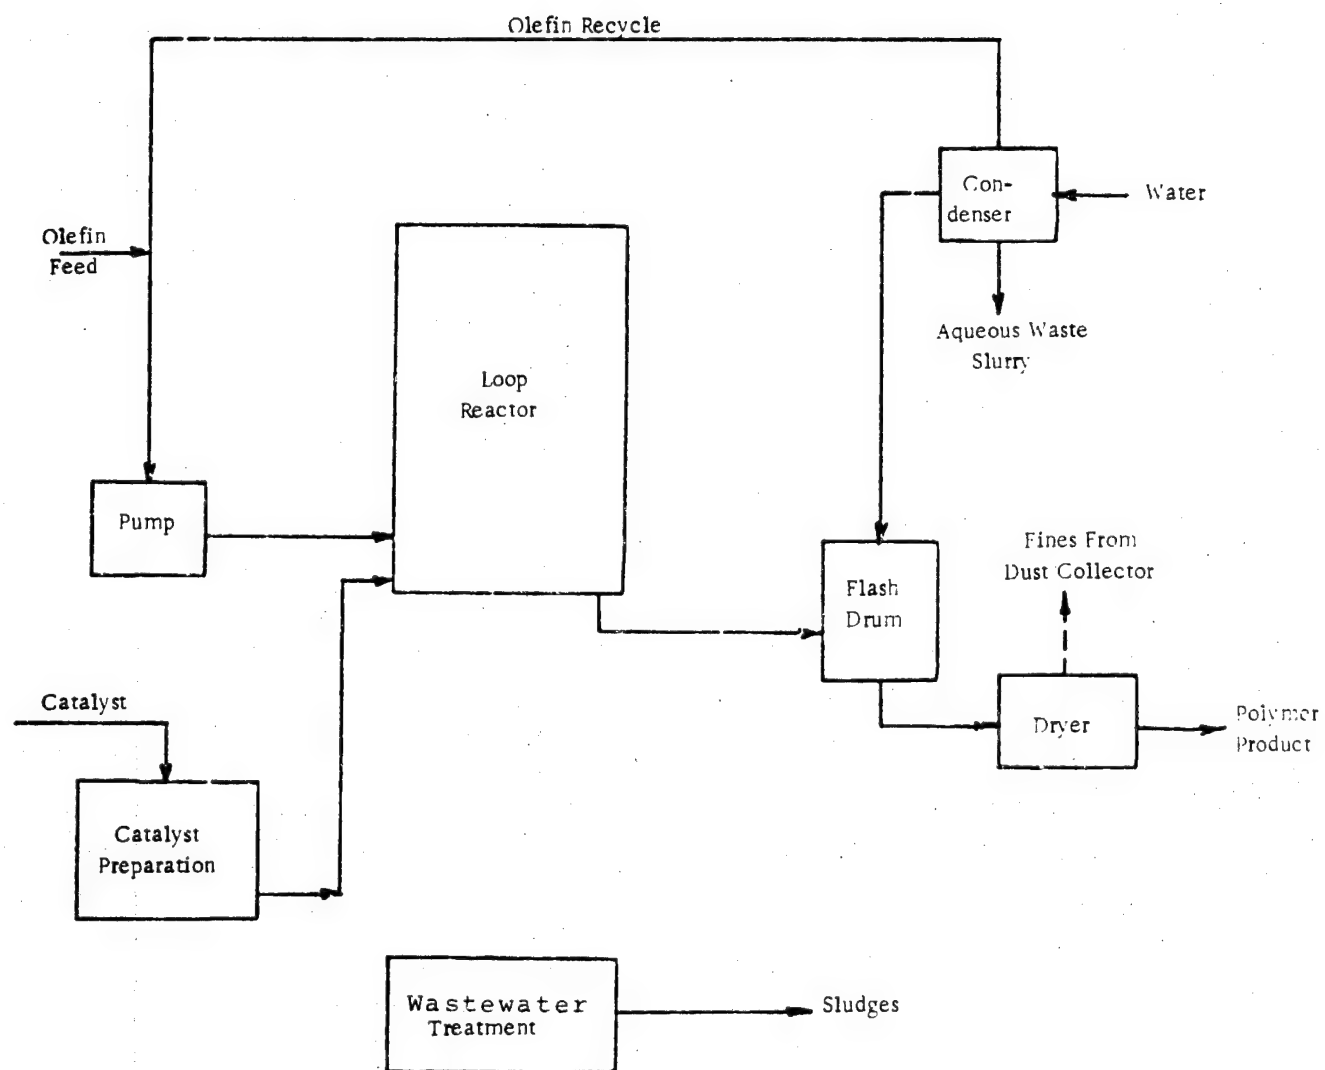 Olefin Recycle
Con-
denser
Water
Olefin
Feed
Aqueous Waste
Slurry
Loop
Reactor
Pump
Fines From
Dust Collector
Flash
Drum
Catalyst
Dryer
Polymer
Product
Catalyst
Preparation
Wastewater
Treatment
Sludges